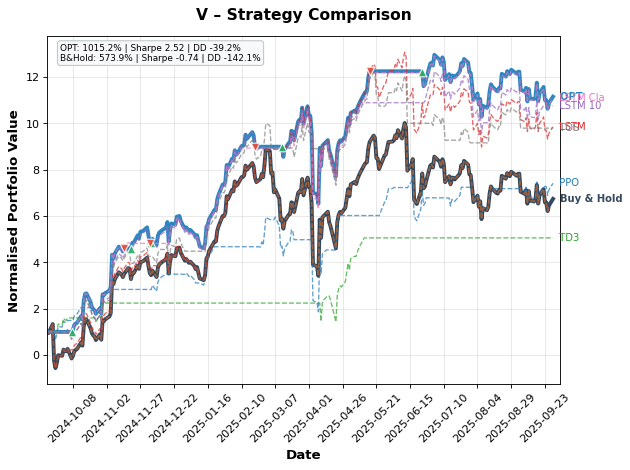 V – Strategy Comparison
OPT: 1015.2% | Sharpe 2.52 | DD -39.2%
B&Hold: 573.9% | Sharpe -0.74 | DD -142.1%
Normalised Portfolio Value
12
10
8
6
4
2
0
OPT
LSTM 10
PPO
Buy & Hold
TD3
2024-10-08
2024-11-02
2024-11-27
2024-12-22
2025-01-16
2025-02-10
2025-03-07
2025-04-01
2025-04-26
2025-05-21
2025-06-15
2025-07-10
2025-08-04
2025-08-29
2025-09-23
Date